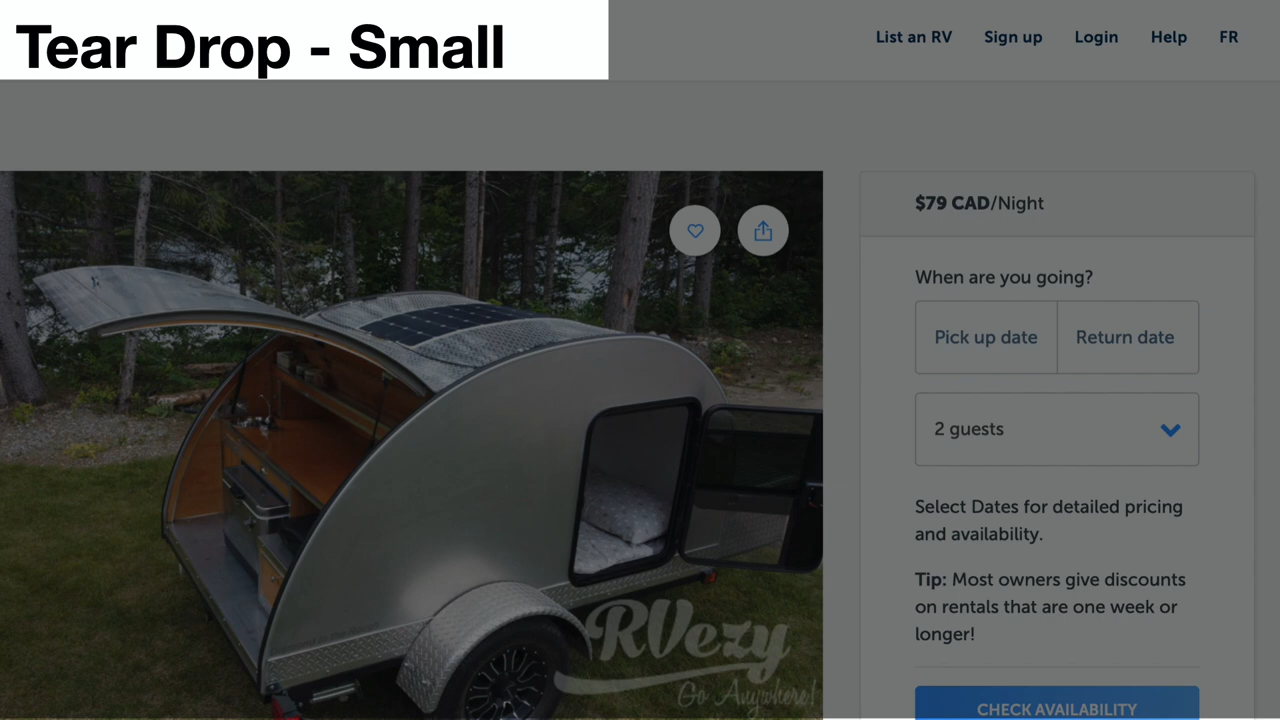 Tear Drop - Small
List an RV Sign up Login Help FR
$79 CAD/Night
When are you going?
Pick up date Return date
2 guests
Select Dates for detailed pricing
and availability.
Tip: Most owners give discounts
on rentals that are one week or
longer!
RVezy
Go Anywhere!
CHECK AVAILABILITY